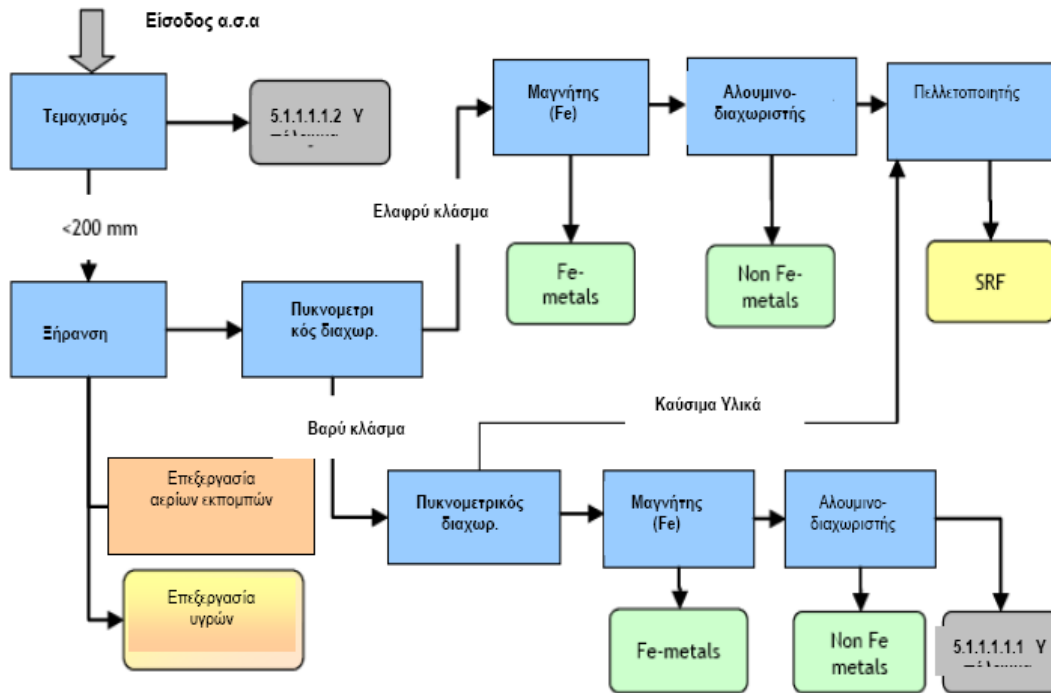 Είσοδος α.σ.α
Τεμαχισμός
5.1.1.1.1.2 Υ
Μαγνήτης
(Fe)
Αλουμινο-
διαχωριστής
Πελλετοποιητής
<200 mm
Ελαφρύ κλάσμα
Fe-
metals
Non Fe-
metals
SRF
Ξήρανση
Πυκνομετρι
κός διαχωρ.
Καύσιμα Υλικά
Βαρύ κλάσμα
Επεξεργασία
αερίων εκπομπών
Πυκνομετρικός
διαχωρ.
Μαγνήτης
(Fe)
Αλουμινο-
διαχωριστής
Επεξεργασία
υγρών
Fe-metals
Non Fe
metals
5.1.1.1.1.1 Υ